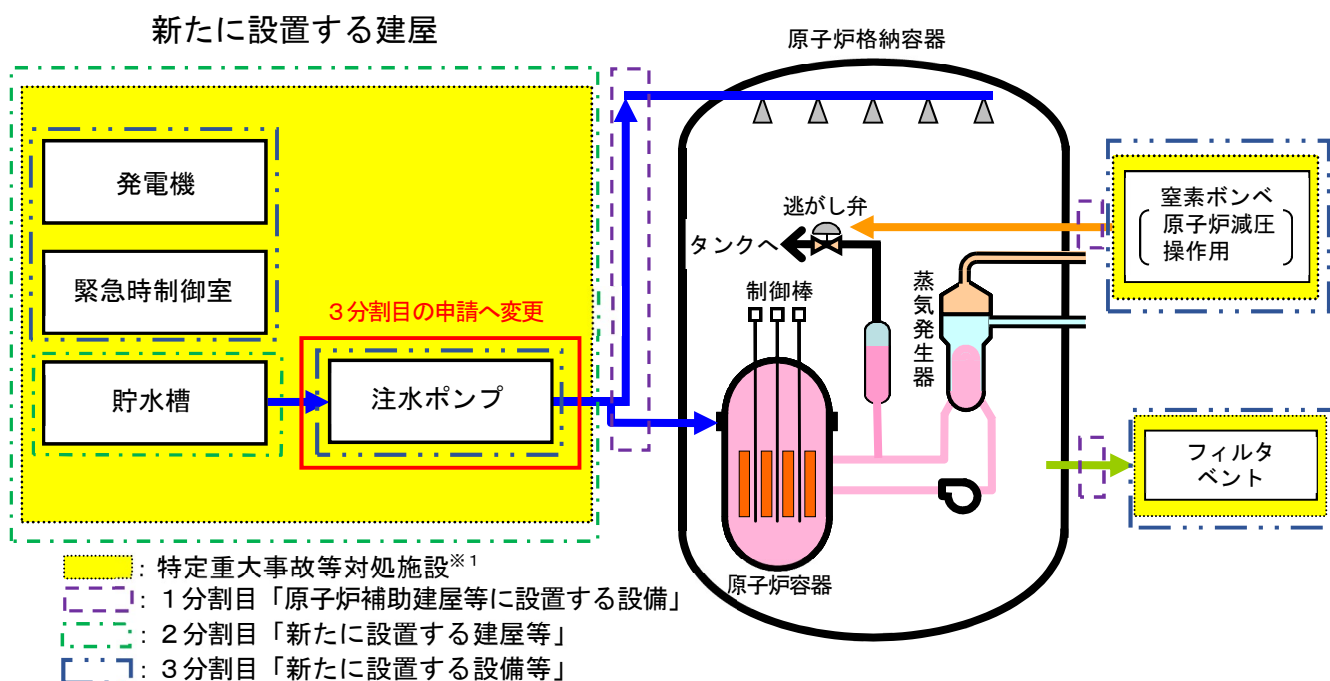 新たに設置する建屋
原子炉格納容器
発電機
緊急時制御室
貯水槽
3分割目の申請へ変更
注水ポンプ
逃がし弁
タンクへ
制御棒
蒸気発生器
原子炉容器
窒素ボンベ
原子炉減圧
操作用
フィルタ
ベント
:特定重大事故等対処施設※1
:1分割目「原子炉補助建屋等に設置する設備」
:2分割目「新たに設置する建屋等」
:3分割目「新たに設置する設備等」